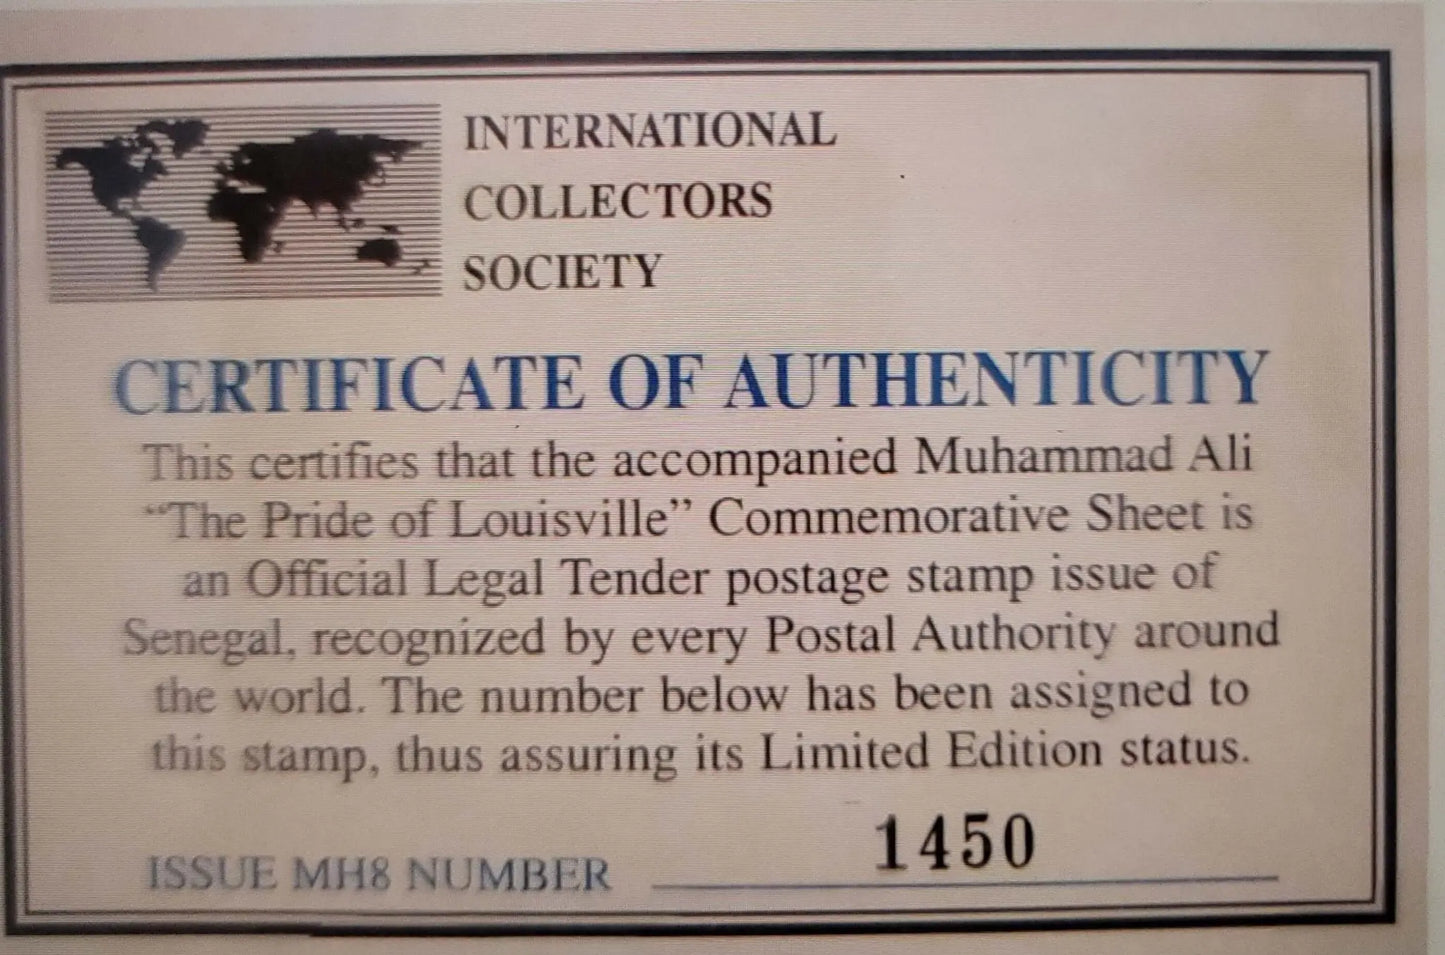 INTERNATIONAL
COLLECTORS
SOCIETY
CERTIFICATE OF AUTHENTICITY
This certifies that the accompanied Muhammad Ali
“The Pride of Louisville” Commemorative Sheet is
an Official Legal Tender postage stamp issue of
Senegal, recognized by every Postal Authority around
the world. The number below has been assigned to
this stamp, thus assuring its Limited Edition status.
ISSUE MH8 NUMBER 1450